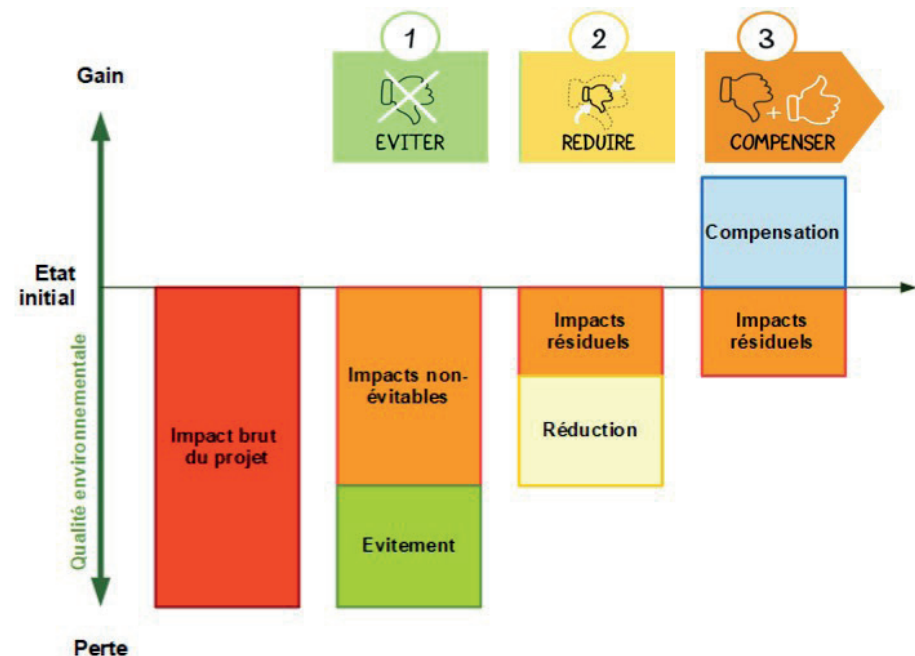 1
2
3
Gain
EVITER
REDUIRE
+
COMPENSER
Compensation
Etat
initial
Impacts
résiduels
Impacts
résiduels
Impacts non-
évitables
Impact brut
du projet
Réduction
Qualité environnementale
Evitement
Perte